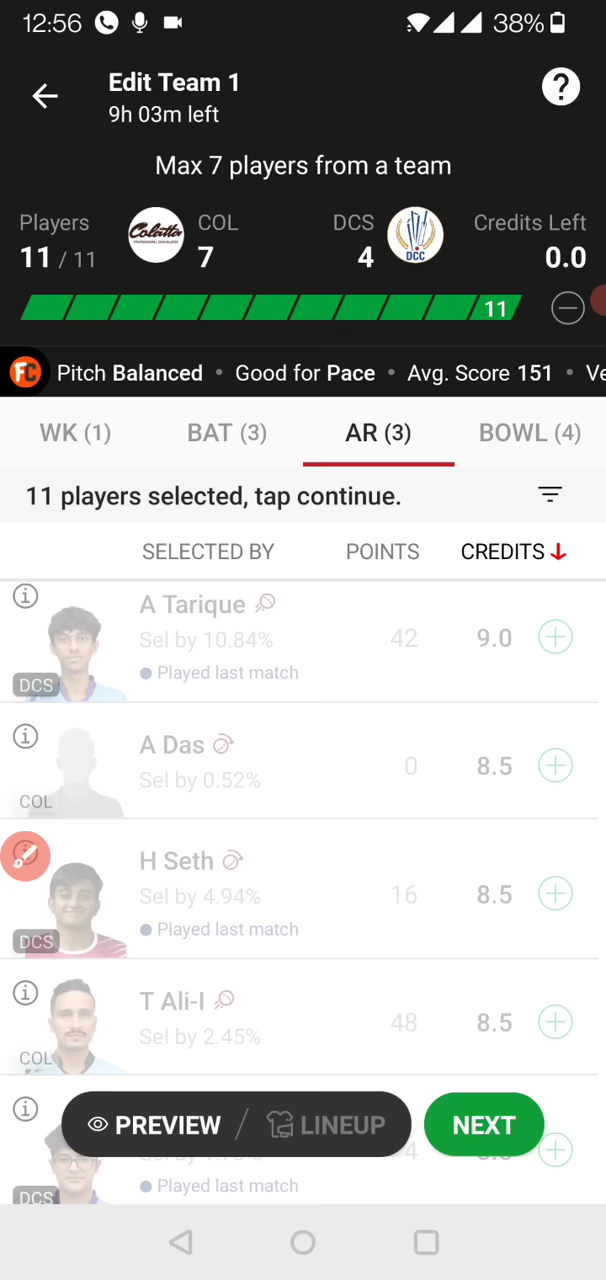 12:56 38%
Edit Team 1
9h 03m left
?
Max 7 players from a team
Players COL DCS Credits Left
Colatta
PROFESSIONAL CHOCOLATES
DCC
11 / 11 7 4 0.0
11
FC Pitch Balanced • Good for Pace • Avg. Score 151 • Ve
WK (1) BAT (3) AR (3) BOWL (4)
11 players selected, tap continue.
SELECTED BY POINTS CREDITS
A Tarique
Sel by 10.84% 42 9.0
Played last match
DCS
A Das
Sel by 0.52% 0 8.5
COL
H Seth
Sel by 4.94% 16 8.5
Played last match
DCS
T Ali-I
Sel by 2.45% 48 8.5
COL
PREVIEW / LINEUP NEXT
Played last match
DCS